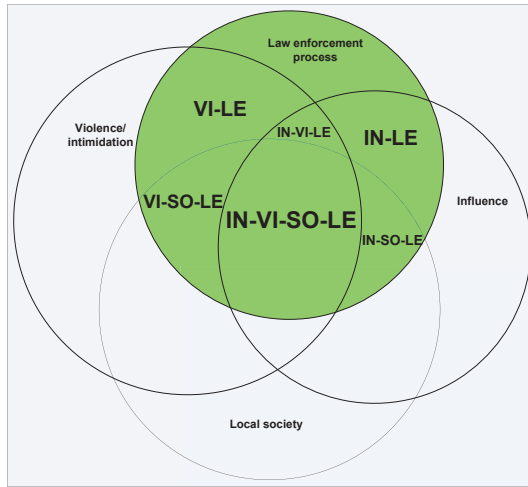 Law enforcement
process
VI-LE
Violence/
intimidation
IN-VI-LE
IN-LE
VI-SO-LE
IN-VI-SO-LE
Influence
IN-SO-LE
Local society